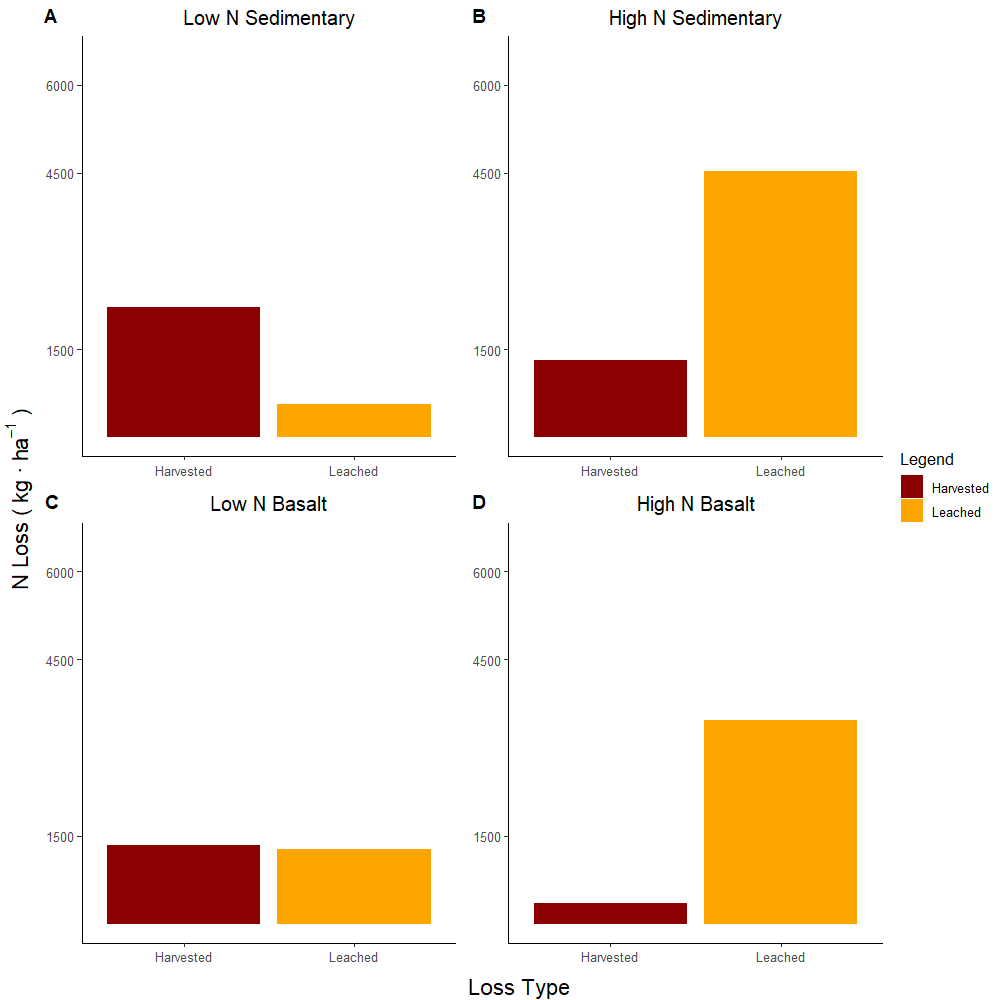 A Low N Sedimentary
B High N Sedimentary
6000
4500
1500
Harvested Leached
6000
4500
1500
Harvested Leached
C Low N Basalt
D High N Basalt
6000
4500
1500
Harvested Leached
6000
4500
1500
Harvested Leached
N Loss ( kg · ha⁻¹ )
Loss Type
Legend
Harvested
Leached